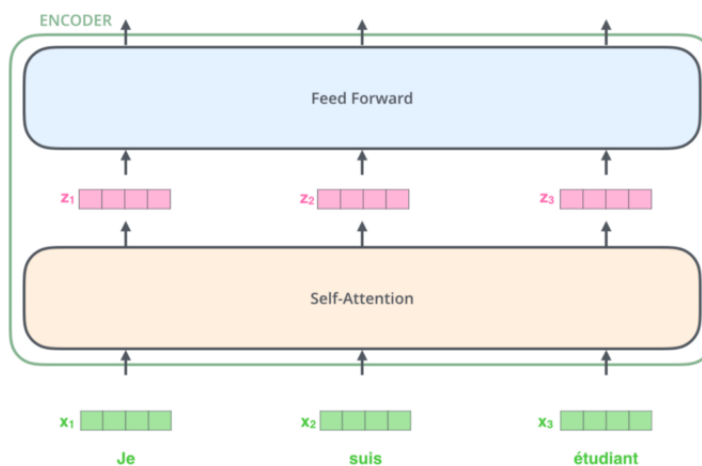 ENCODER
Feed Forward
z₁ z₂ z₃
Self-Attention
x₁ x₂ x₃
Je suis étudiant